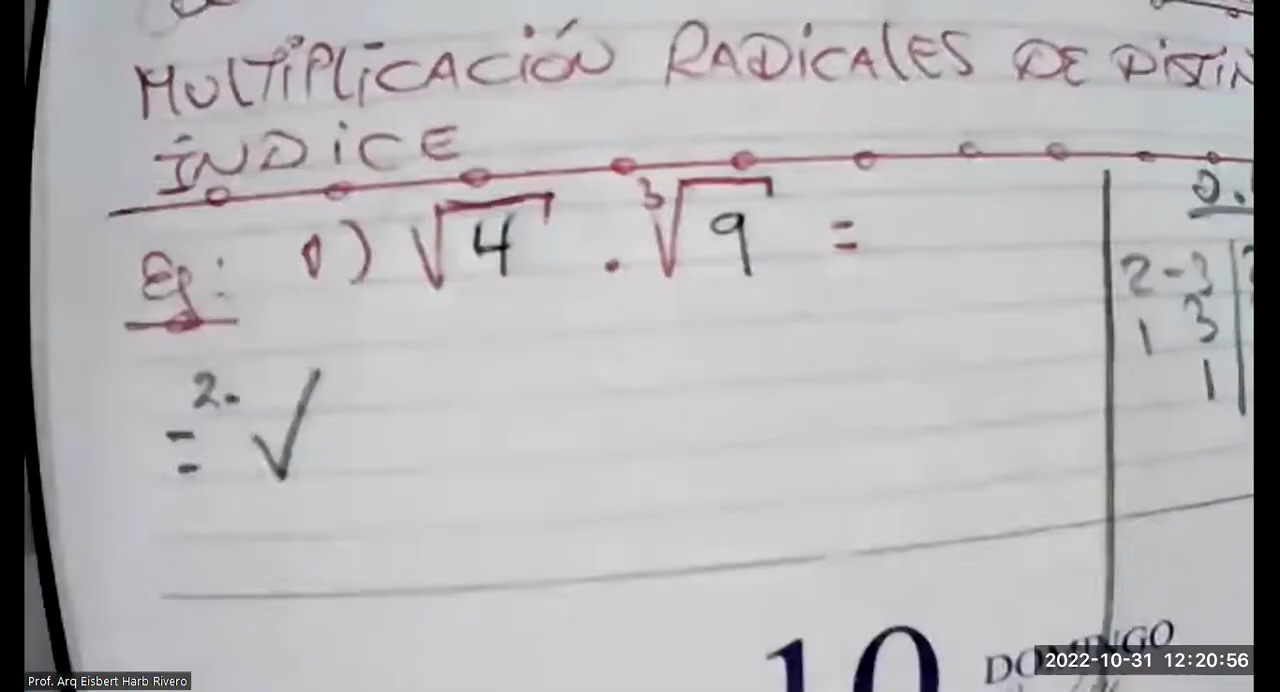 MULTIPLICACIÓN RADICALES DE DISTIN
ÍNDICE
Ej: 1) √4 . ³√9 =
= ²·√
2-3
1 3
1
10 DOMINGO
2022-10-31 12:20:56
Prof. Arq Eisbert Harb Rivero